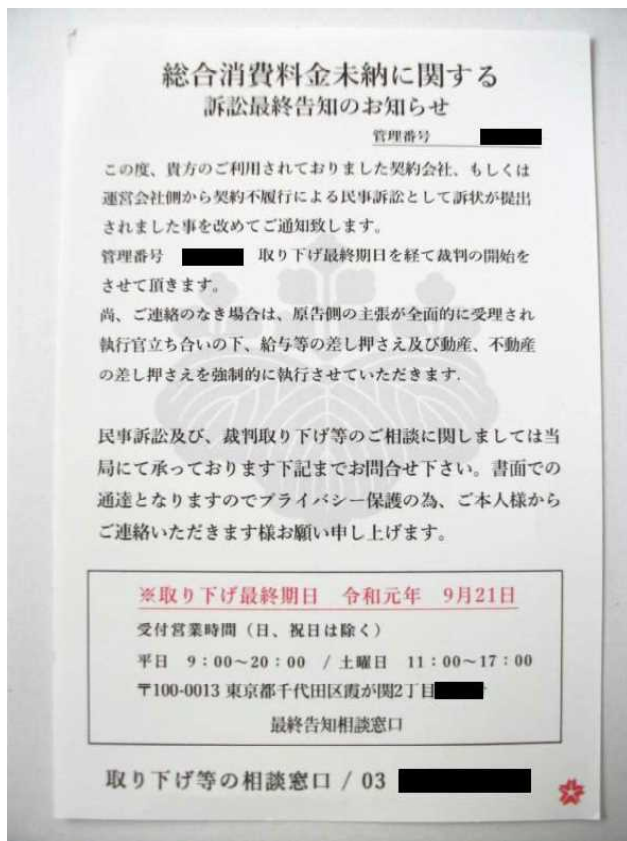 総合消費料金未納に関する
訴訟最終告知のお知らせ
管理番号
この度、貴方のご利用されておりました契約会社、もしくは
運営会社側から契約不履行による民事訴訟として訴状が提出
されました事を改めてご通知致します。
管理番号 取り下げ最終期日を経て裁判の開始を
させて頂きます。
尚、ご連絡のなき場合は、原告側の主張が全面的に受理され
執行官立ち合いの下、給与等の差し押さえ及び動産、不動産
の差し押さえを強制的に執行させていただきます.
民事訴訟及び、裁判取り下げ等のご相談に関しましては当
局にて承っております下記までお問合せ下さい。書面での
通達となりますのでプライバシー保護の為、ご本人様から
ご連絡いただきます様お願い申し上げます。
※取り下げ最終期日 令和元年 9月21日
受付営業時間（日、祝日は除く）
平日 9：00～20：00 / 土曜日 11：00～17：00
〒100-0013 東京都千代田区霞が関2丁目
最終告知相談窓口
取り下げ等の相談窓口 / 03